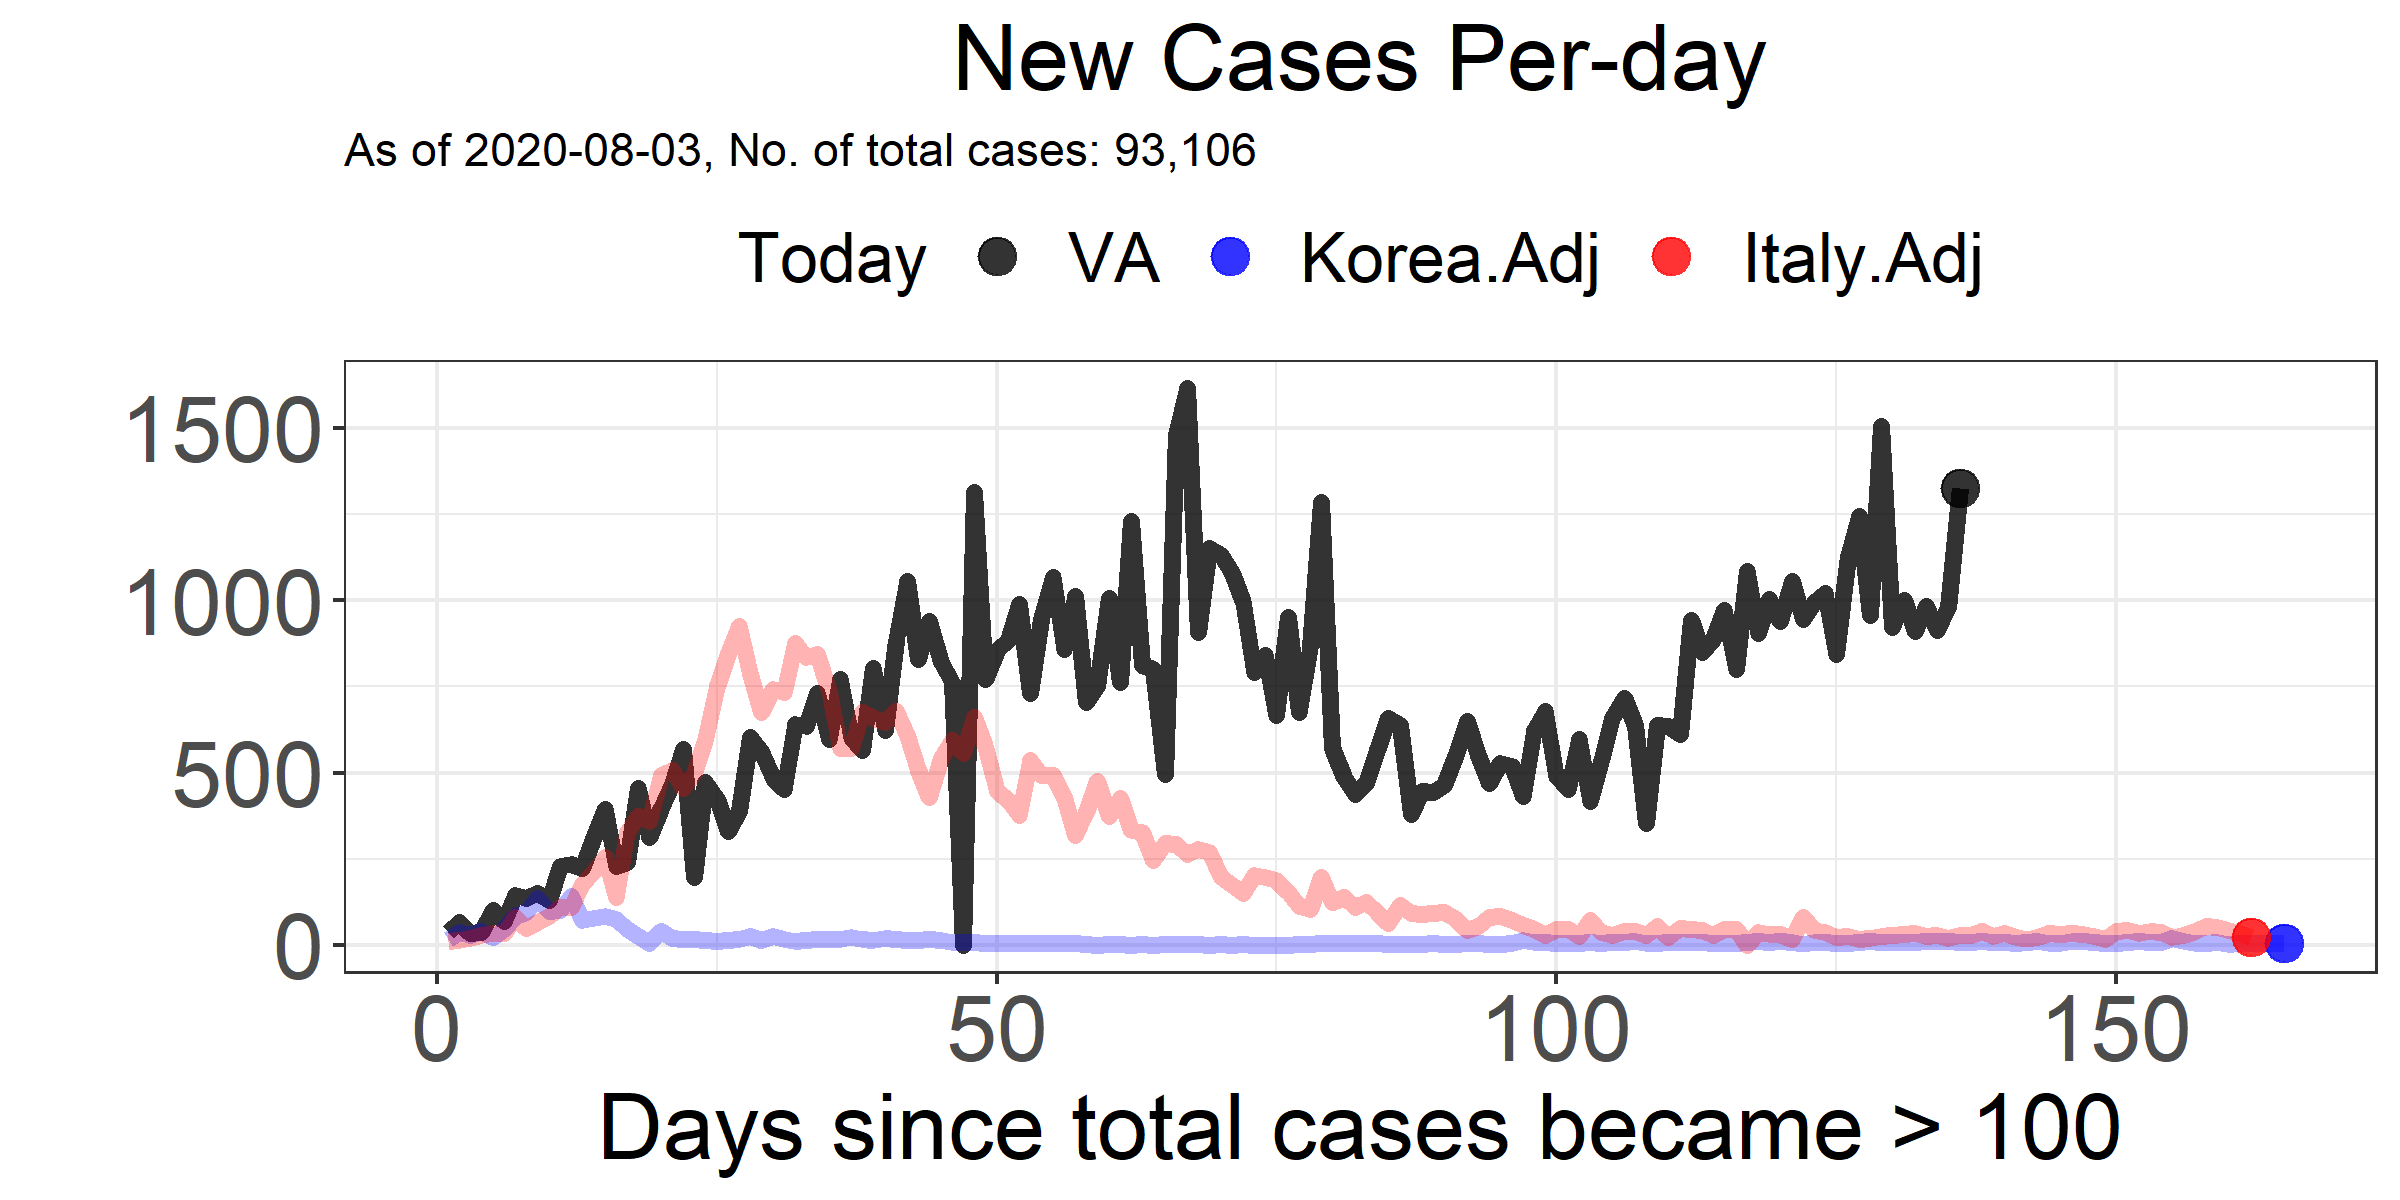 New Cases Per-day
As of 2020-08-03, No. of total cases: 93,106
Today VA Korea.Adj Italy.Adj
1500
1000
500
0
0 50 100 150
Days since total cases became > 100